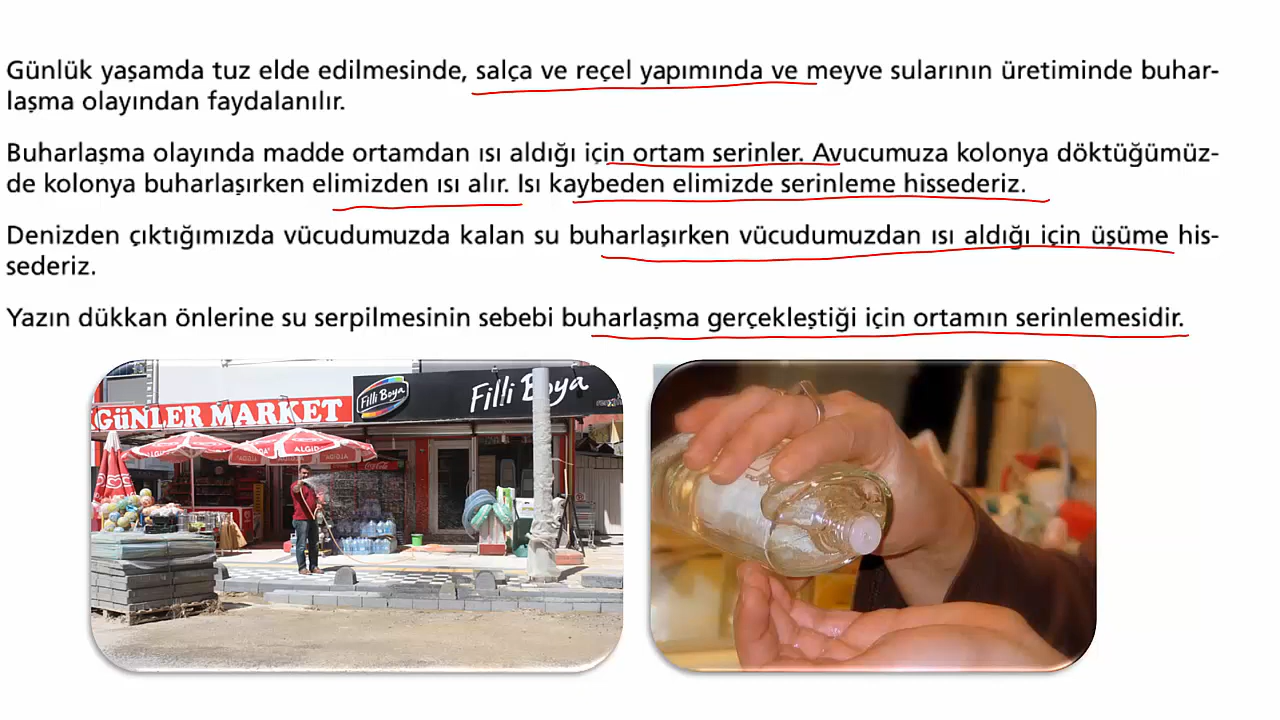 Günlük yaşamda tuz elde edilmesinde, salça ve reçel yapımında ve meyve sularının üretiminde buhar-
laşma olayından faydalanılır.
Buharlaşma olayında madde ortamdan ısı aldığı için ortam serinler. Avucumuza kolonya döktüğümüz-
de kolonya buharlaşırken elimizden ısı alır. Isı kaybeden elimizde serinleme hissederiz.
Denizden çıktığımızda vücudumuzda kalan su buharlaşırken vücudumuzdan ısı aldığı için üşüme his-
sederiz.
Yazın dükkan önlerine su serpilmesinin sebebi buharlaşma gerçekleştiği için ortamın serinlemesidir.
GÜNLER MARKET
Filli Boya
Filli Boya
ALGIDA
Coca-Cola